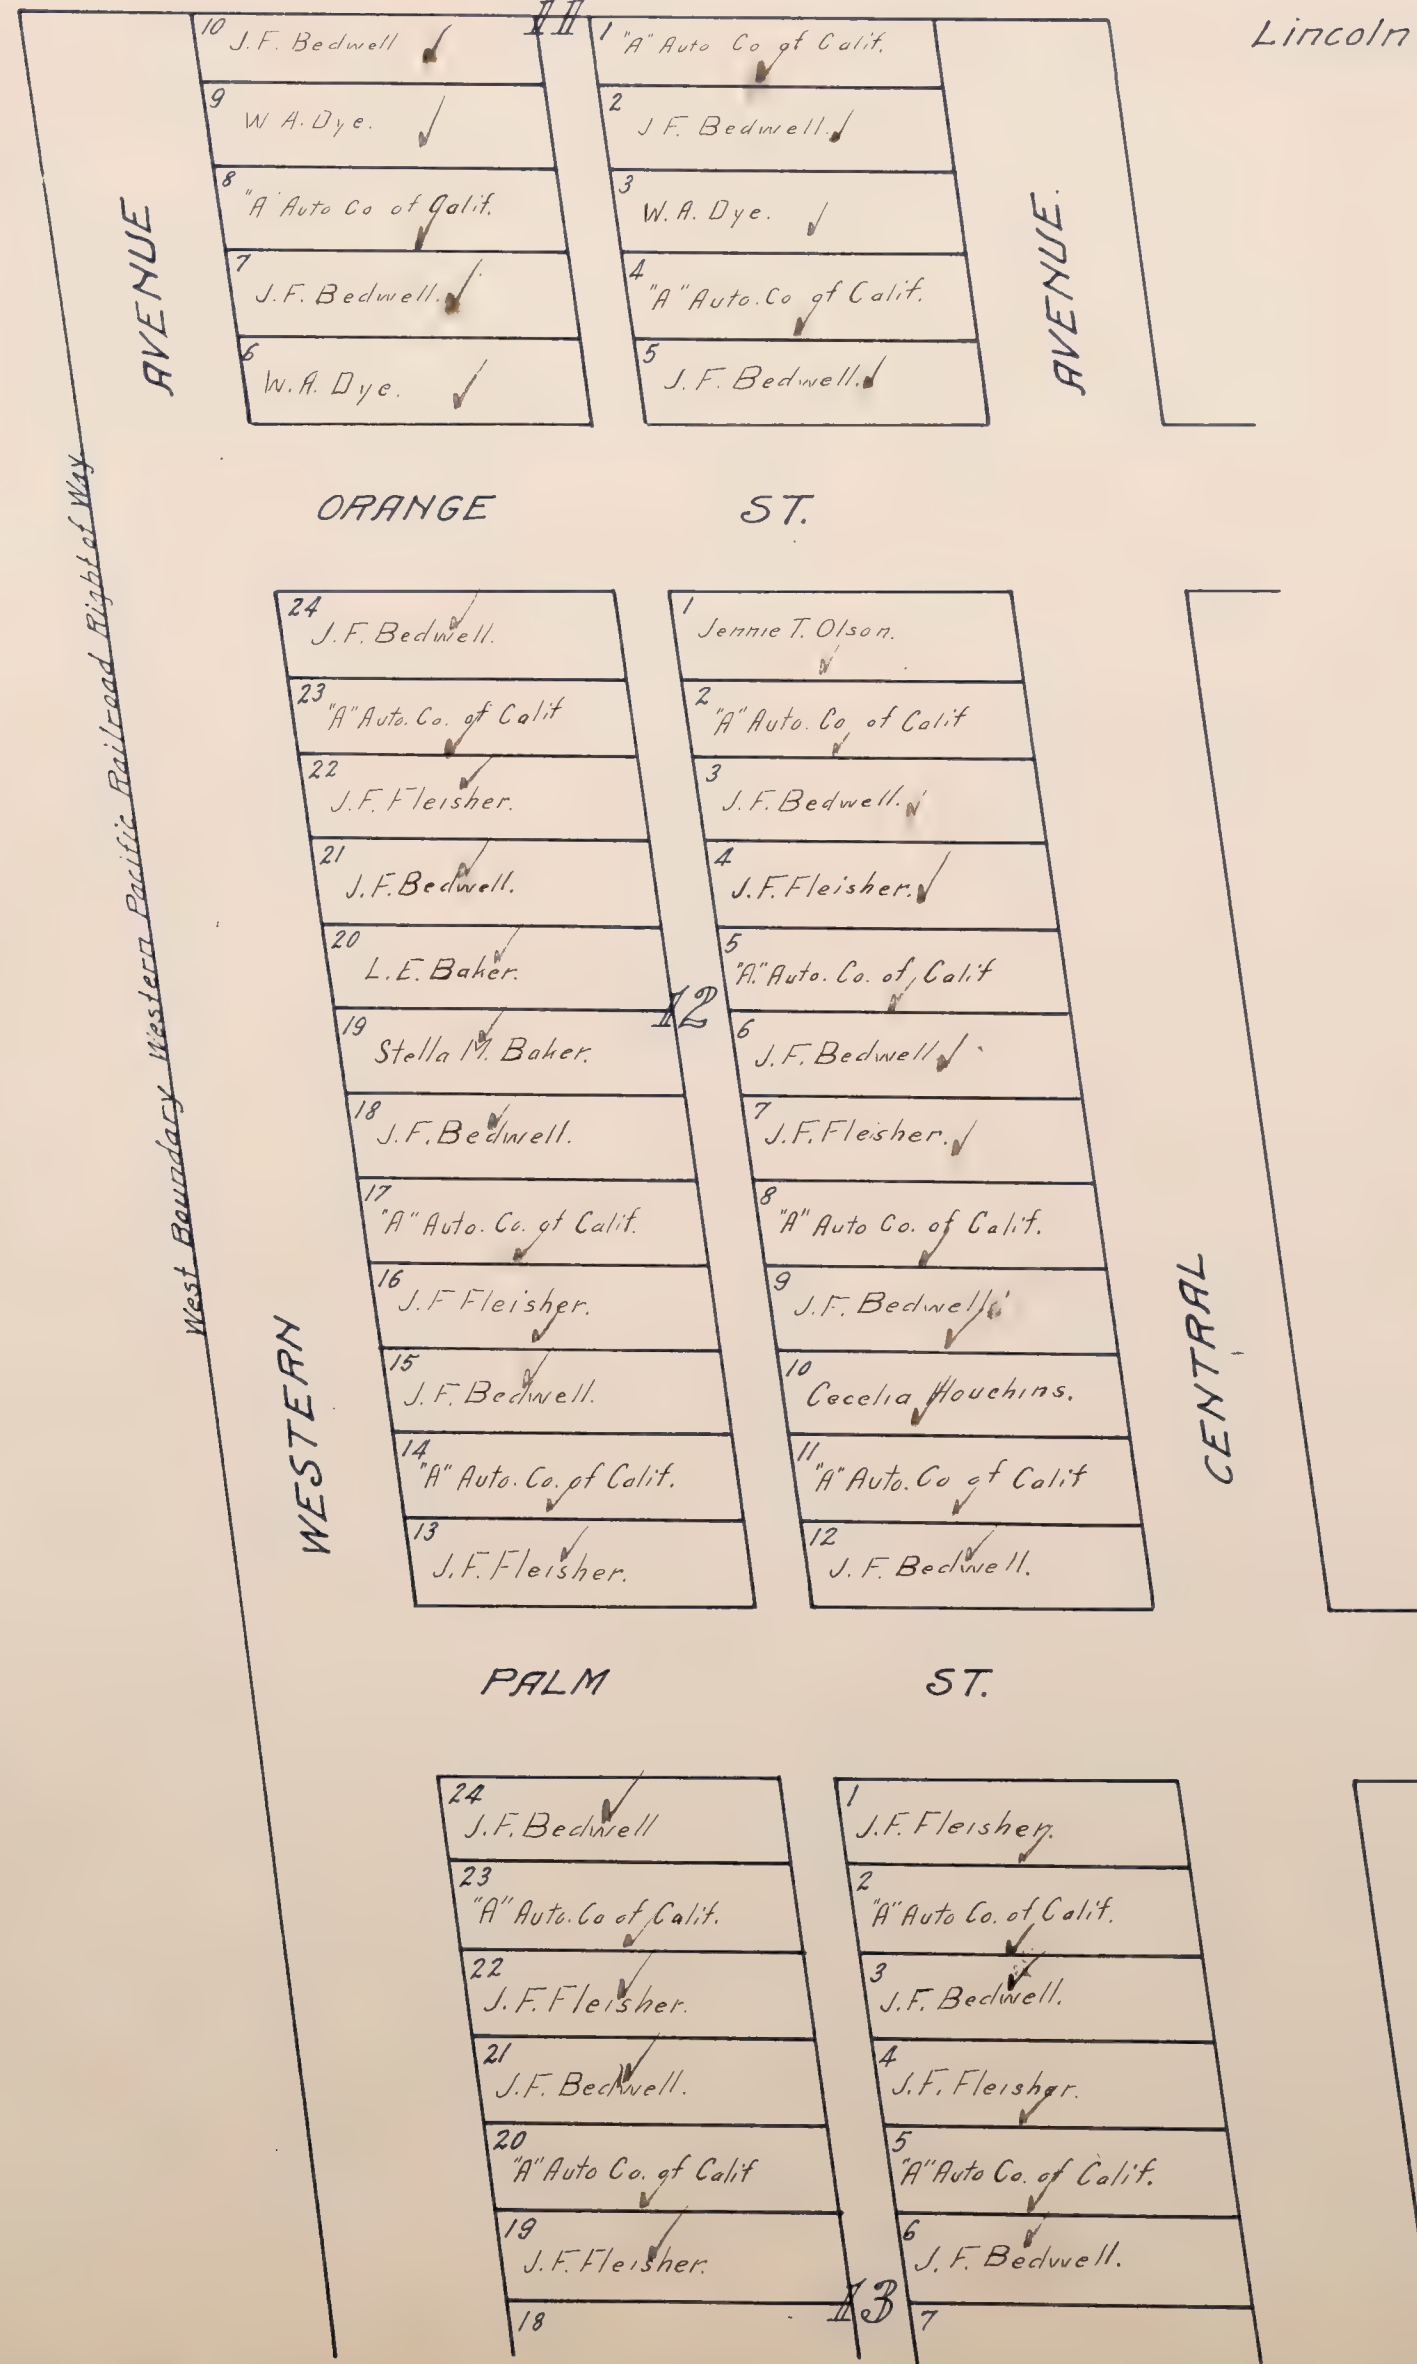 Lincoln
11
10
J. F. Bedwell
9
W A. Dye.
8
"A" Auto Co of Calif.
7
J. F. Bedwell.
6
W. A. Dye.
1
"A" Auto Co of Calif.
2
J F. Bedwell.
3
W. A. Dye.
4
"A" Auto. Co of Calif.
5
J. F. Bedwell.
AVENUE
AVENUE.
ORANGE ST.
West Boundary Western Pacific Railroad Right of Way
24
J. F. Bedwell.
23
"A" Auto. Co. of Calif
22
J. F. Fleisher.
21
J. F. Bedwell.
20
L. E. Baker.
19
Stella M. Baker.
18
J. F. Bedwell.
17
"A" Auto. Co. of Calif.
16
J. F Fleisher.
15
J. F. Bedwell.
14
"A" Auto. Co. of Calif.
13
J. F. Fleisher.
12
1
Jennie T. Olson.
2
"A" Auto. Co. of Calif
3
J. F. Bedwell.
4
J. F. Fleisher.
5
"A." Auto. Co. of Calif
6
J. F. Bedwell
7
J. F. Fleisher.
8
"A" Auto Co. of Calif.
9
J. F. Bedwell
10
Cecelia Houchins.
11
"A" Auto. Co of Calif
12
J. F. Bedwell.
WESTERN
CENTRAL
PALM ST.
24
J. F. Bedwell
23
"A" Auto. Co of Calif.
22
J. F. Fleisher.
21
J. F. Bedwell.
20
"A" Auto Co. of Calif
19
J. F. Fleisher.
18
13
1
J. F. Fleisher.
2
"A" Auto Co. of Calif.
3
J. F. Bedwell.
4
J. F. Fleisher.
5
"A" Auto Co. of Calif.
6
J. F. Bedwell.
7